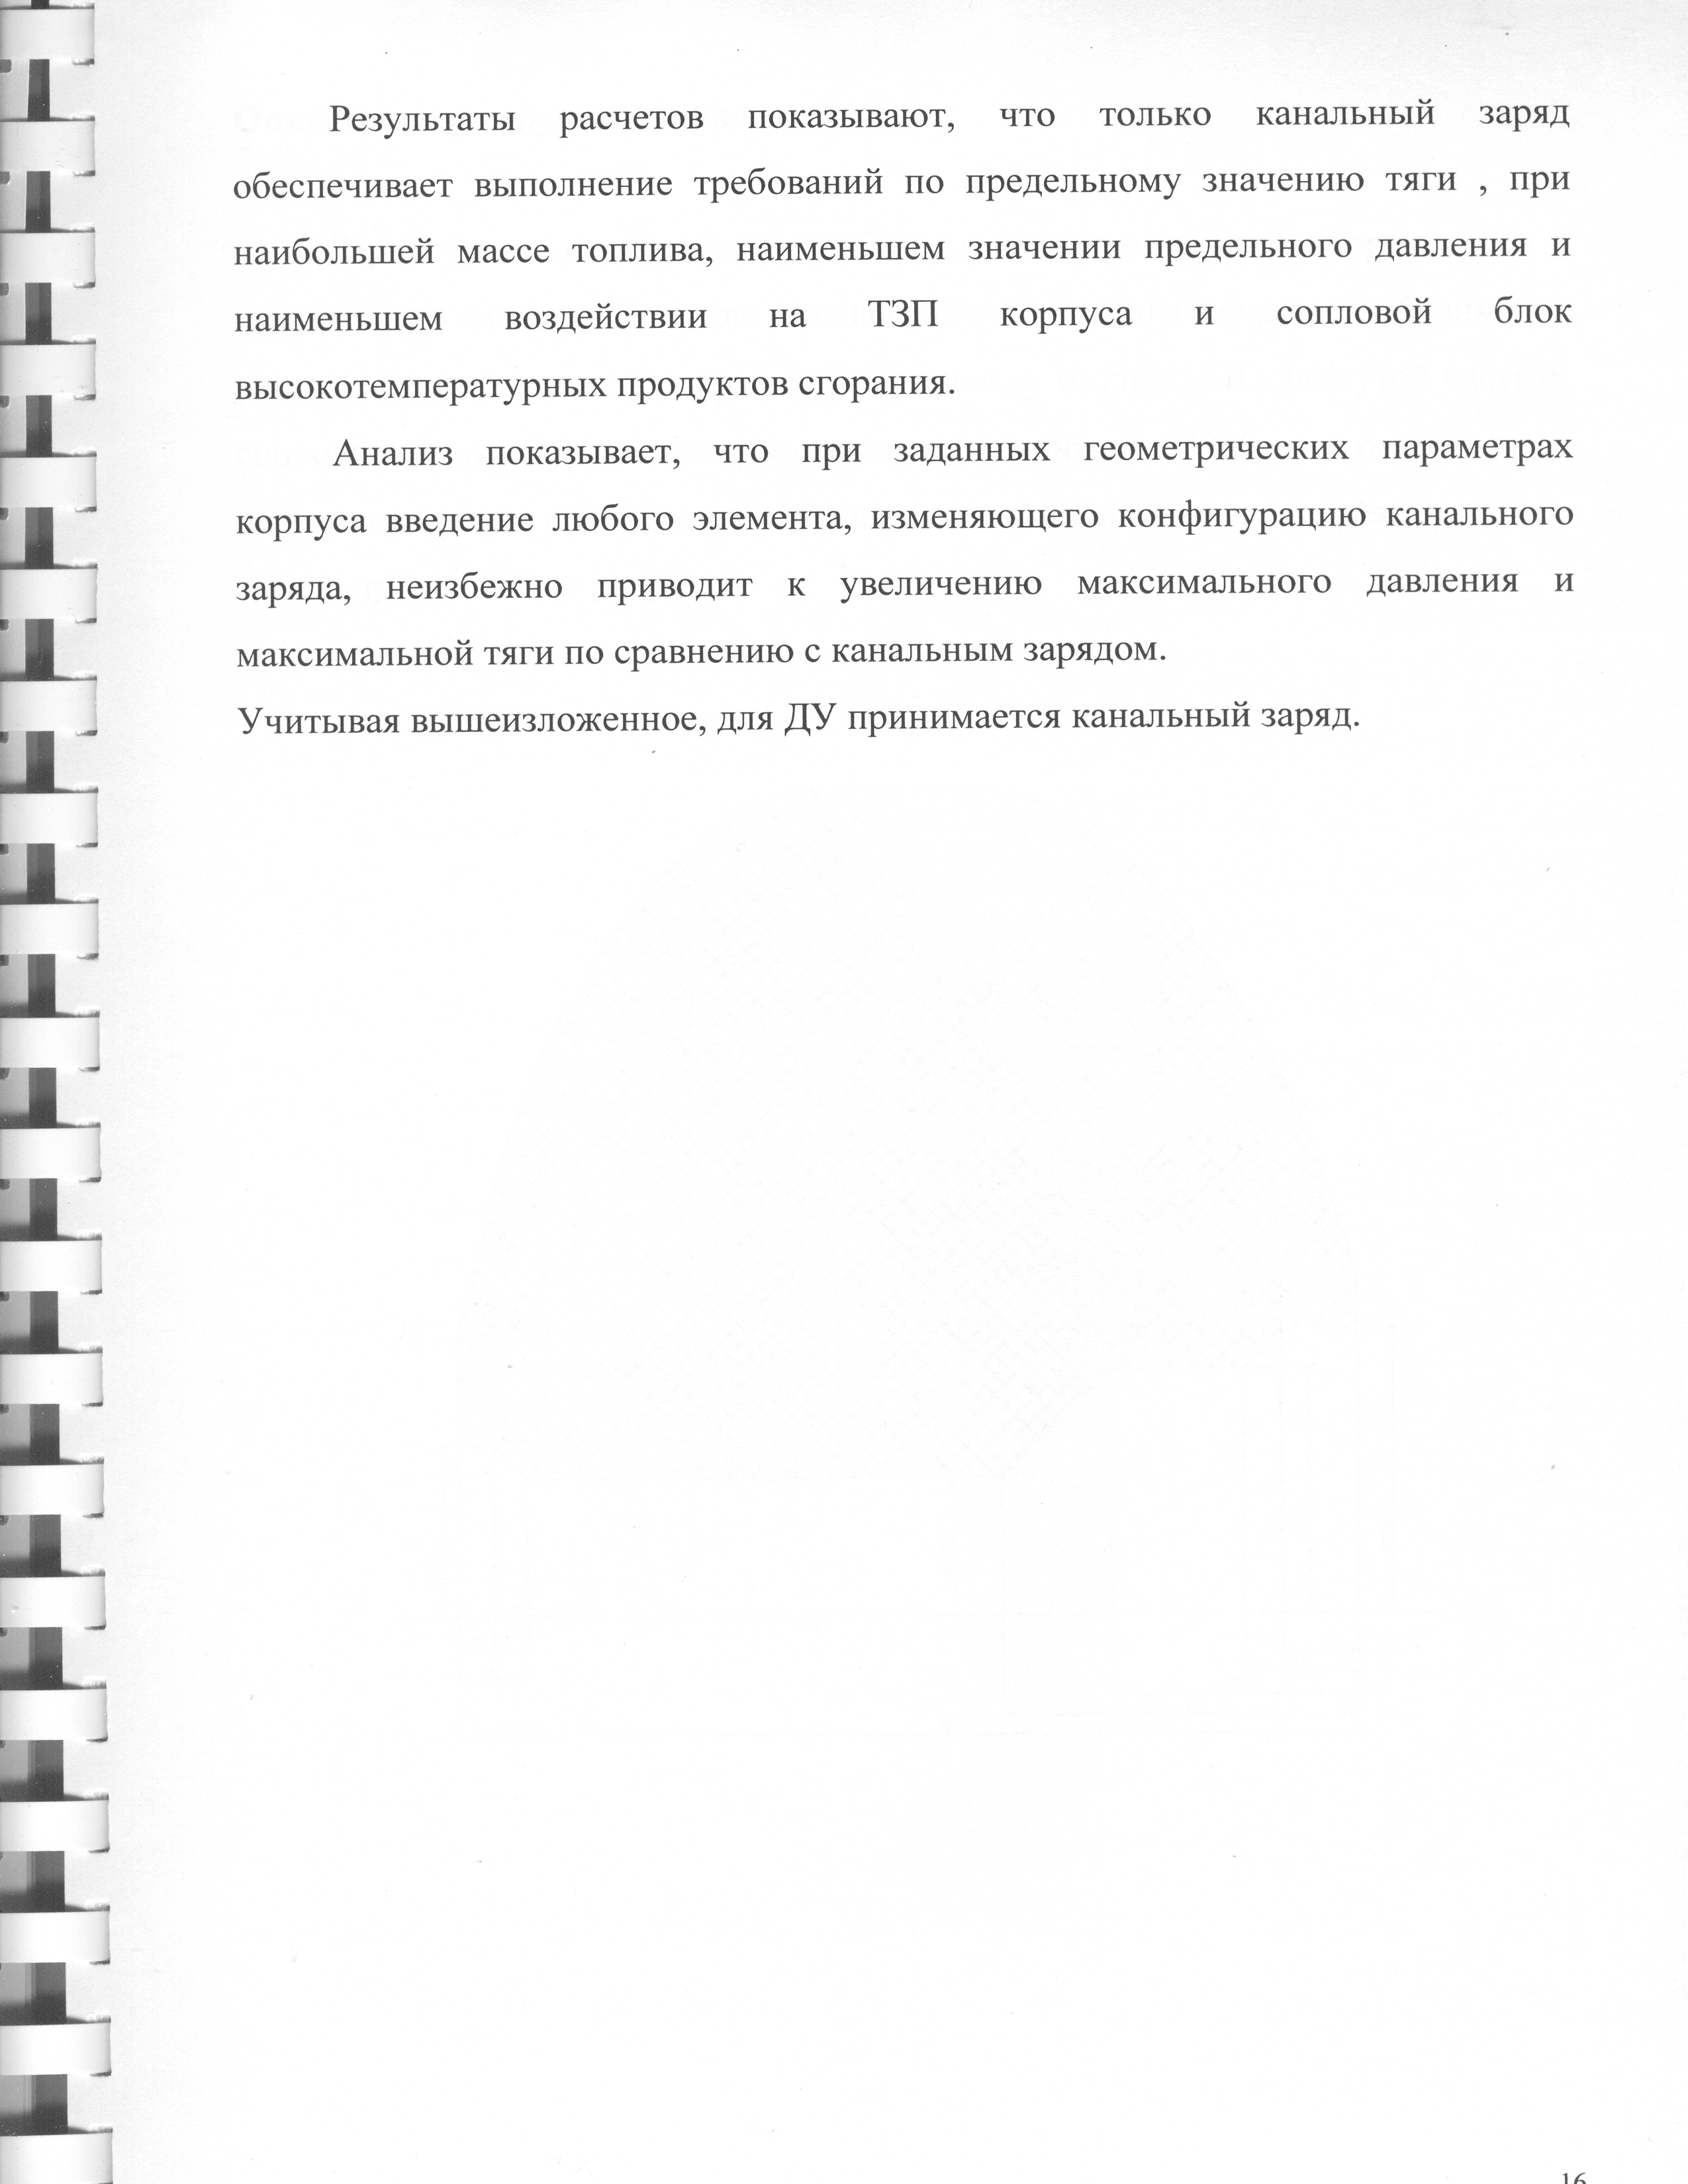 Результаты расчетов показывают, что только канальный заряд
обеспечивает выполнение требований по предельному значению тяги , при
наибольшей массе топлива, наименьшем значении предельного давления и
наименьшем воздействии на ТЗП корпуса и сопловой блок
высокотемпературных продуктов сгорания.
Анализ показывает, что при заданных геометрических параметрах
корпуса введение любого элемента, изменяющего конфигурацию канального
заряда, неизбежно приводит к увеличению максимального давления и
максимальной тяги по сравнению с канальным зарядом.
Учитывая вышеизложенное, для ДУ принимается канальный заряд.
16